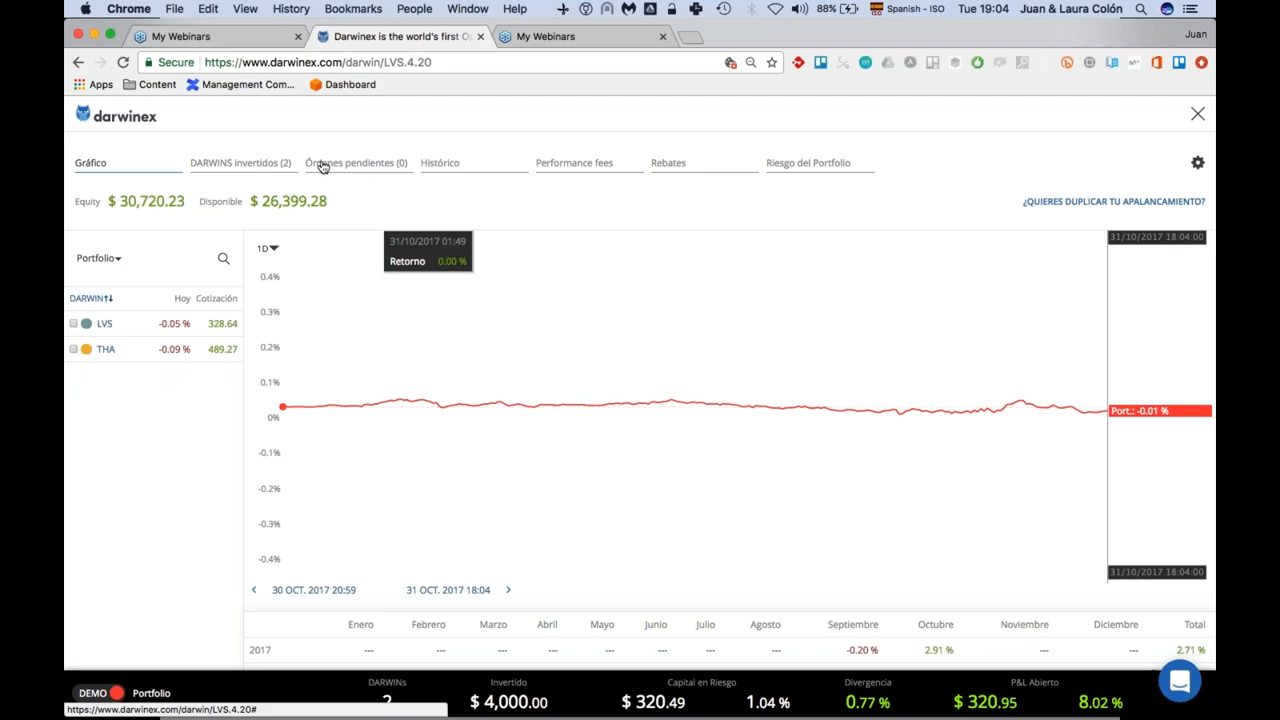 Chrome File Edit View History Bookmarks People Window Help 88% Spanish - ISO Tue 19:04 Juan & Laura Colón
My Webinars Darwinex is the world's first O My Webinars Juan
Secure https://www.darwinex.com/darwin/LVS.4.20
Apps Content Management Com... Dashboard
darwinex
Gráfico DARWINS invertidos (2) Órdenes pendientes (0) Histórico Performance fees Rebates Riesgo del Portfolio
Equity $ 30,720.23 Disponible $ 26,399.28 ¿QUIERES DUPLICAR TU APALANCAMIENTO?
Portfolio
1D
31/10/2017 01:49
Retorno 0.00 %
31/10/2017 18:04:00
DARWIN Hoy Cotización
LVS -0.05 % 328.64
THA -0.09 % 489.27
0.4%
0.3%
0.2%
0.1%
0%
-0.1%
-0.2%
-0.3%
-0.4%
Port.: -0.01 %
31/10/2017 18:04:00
30 OCT. 2017 20:59 31 OCT. 2017 18:04
Enero Febrero Marzo Abril Mayo Junio Julio Agosto Septiembre Octubre Noviembre Diciembre Total
2017 --- --- --- --- --- --- --- --- -0.20 % 2.91 % --- --- 2.71 %
DEMO Portfolio
DARWINs Invertido Capital en Riesgo Divergencia P&L Abierto
2 $ 4,000.00 $ 320.49 1.04 % 0.77 % $ 320.95 8.02 %
https://www.darwinex.com/darwin/LVS.4.20#